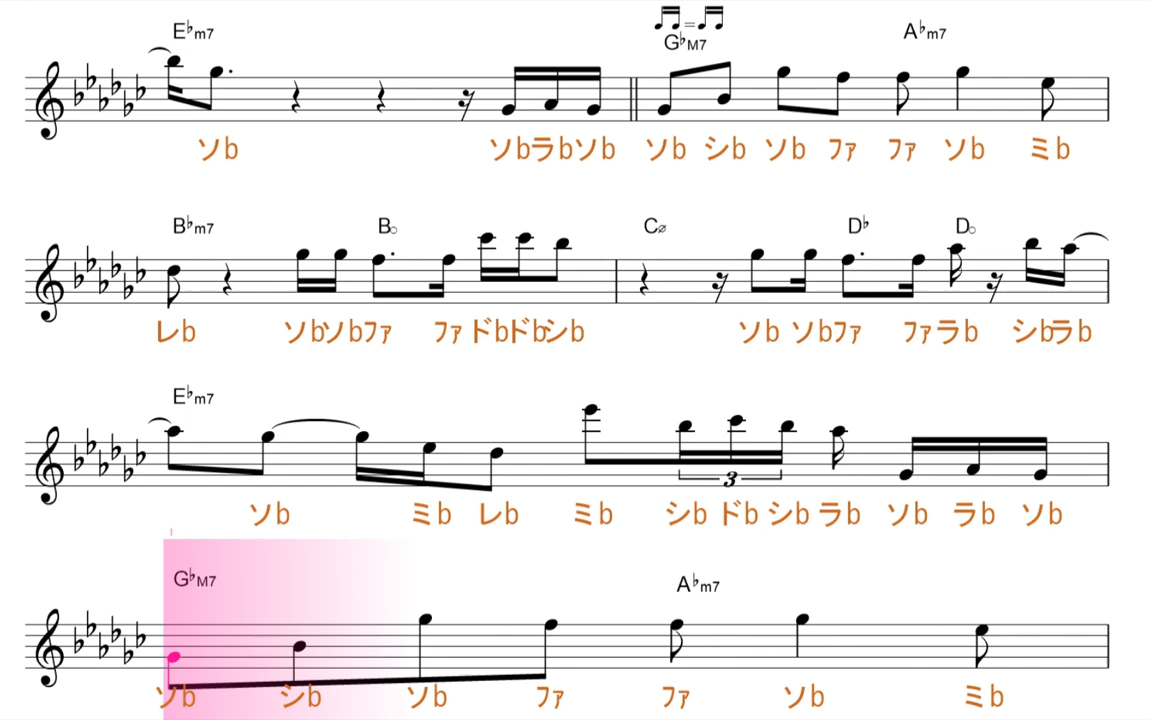 E♭m7 G♭M7 A♭m7
ソb ソb ラb ソb ソb シb ソb ファ ファ ソb ミb
B♭m7 B○ Cø D♭ D○
レb ソb ソb ファ ファ ドb ドb シb ソb ソb ファ ファ ラb シb ラb
E♭m7
3
ソb ミb レb ミb シb ドb シb ラb ソb ラb ソb
G♭M7 A♭m7
ソb シb ソb ファ ファ ソb ミb